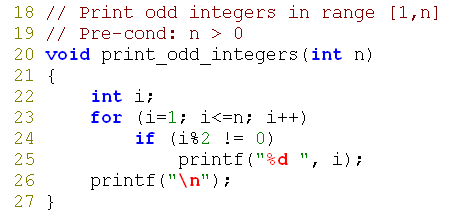 18 // Print odd integers in range [1,n]
19 // Pre-cond: n > 0
20 void print_odd_integers(int n)
21 {
22     int i;
23     for (i=1; i<=n; i++)
24         if (i%2 != 0)
25             printf("%d ", i);
26     printf("\n");
27 }